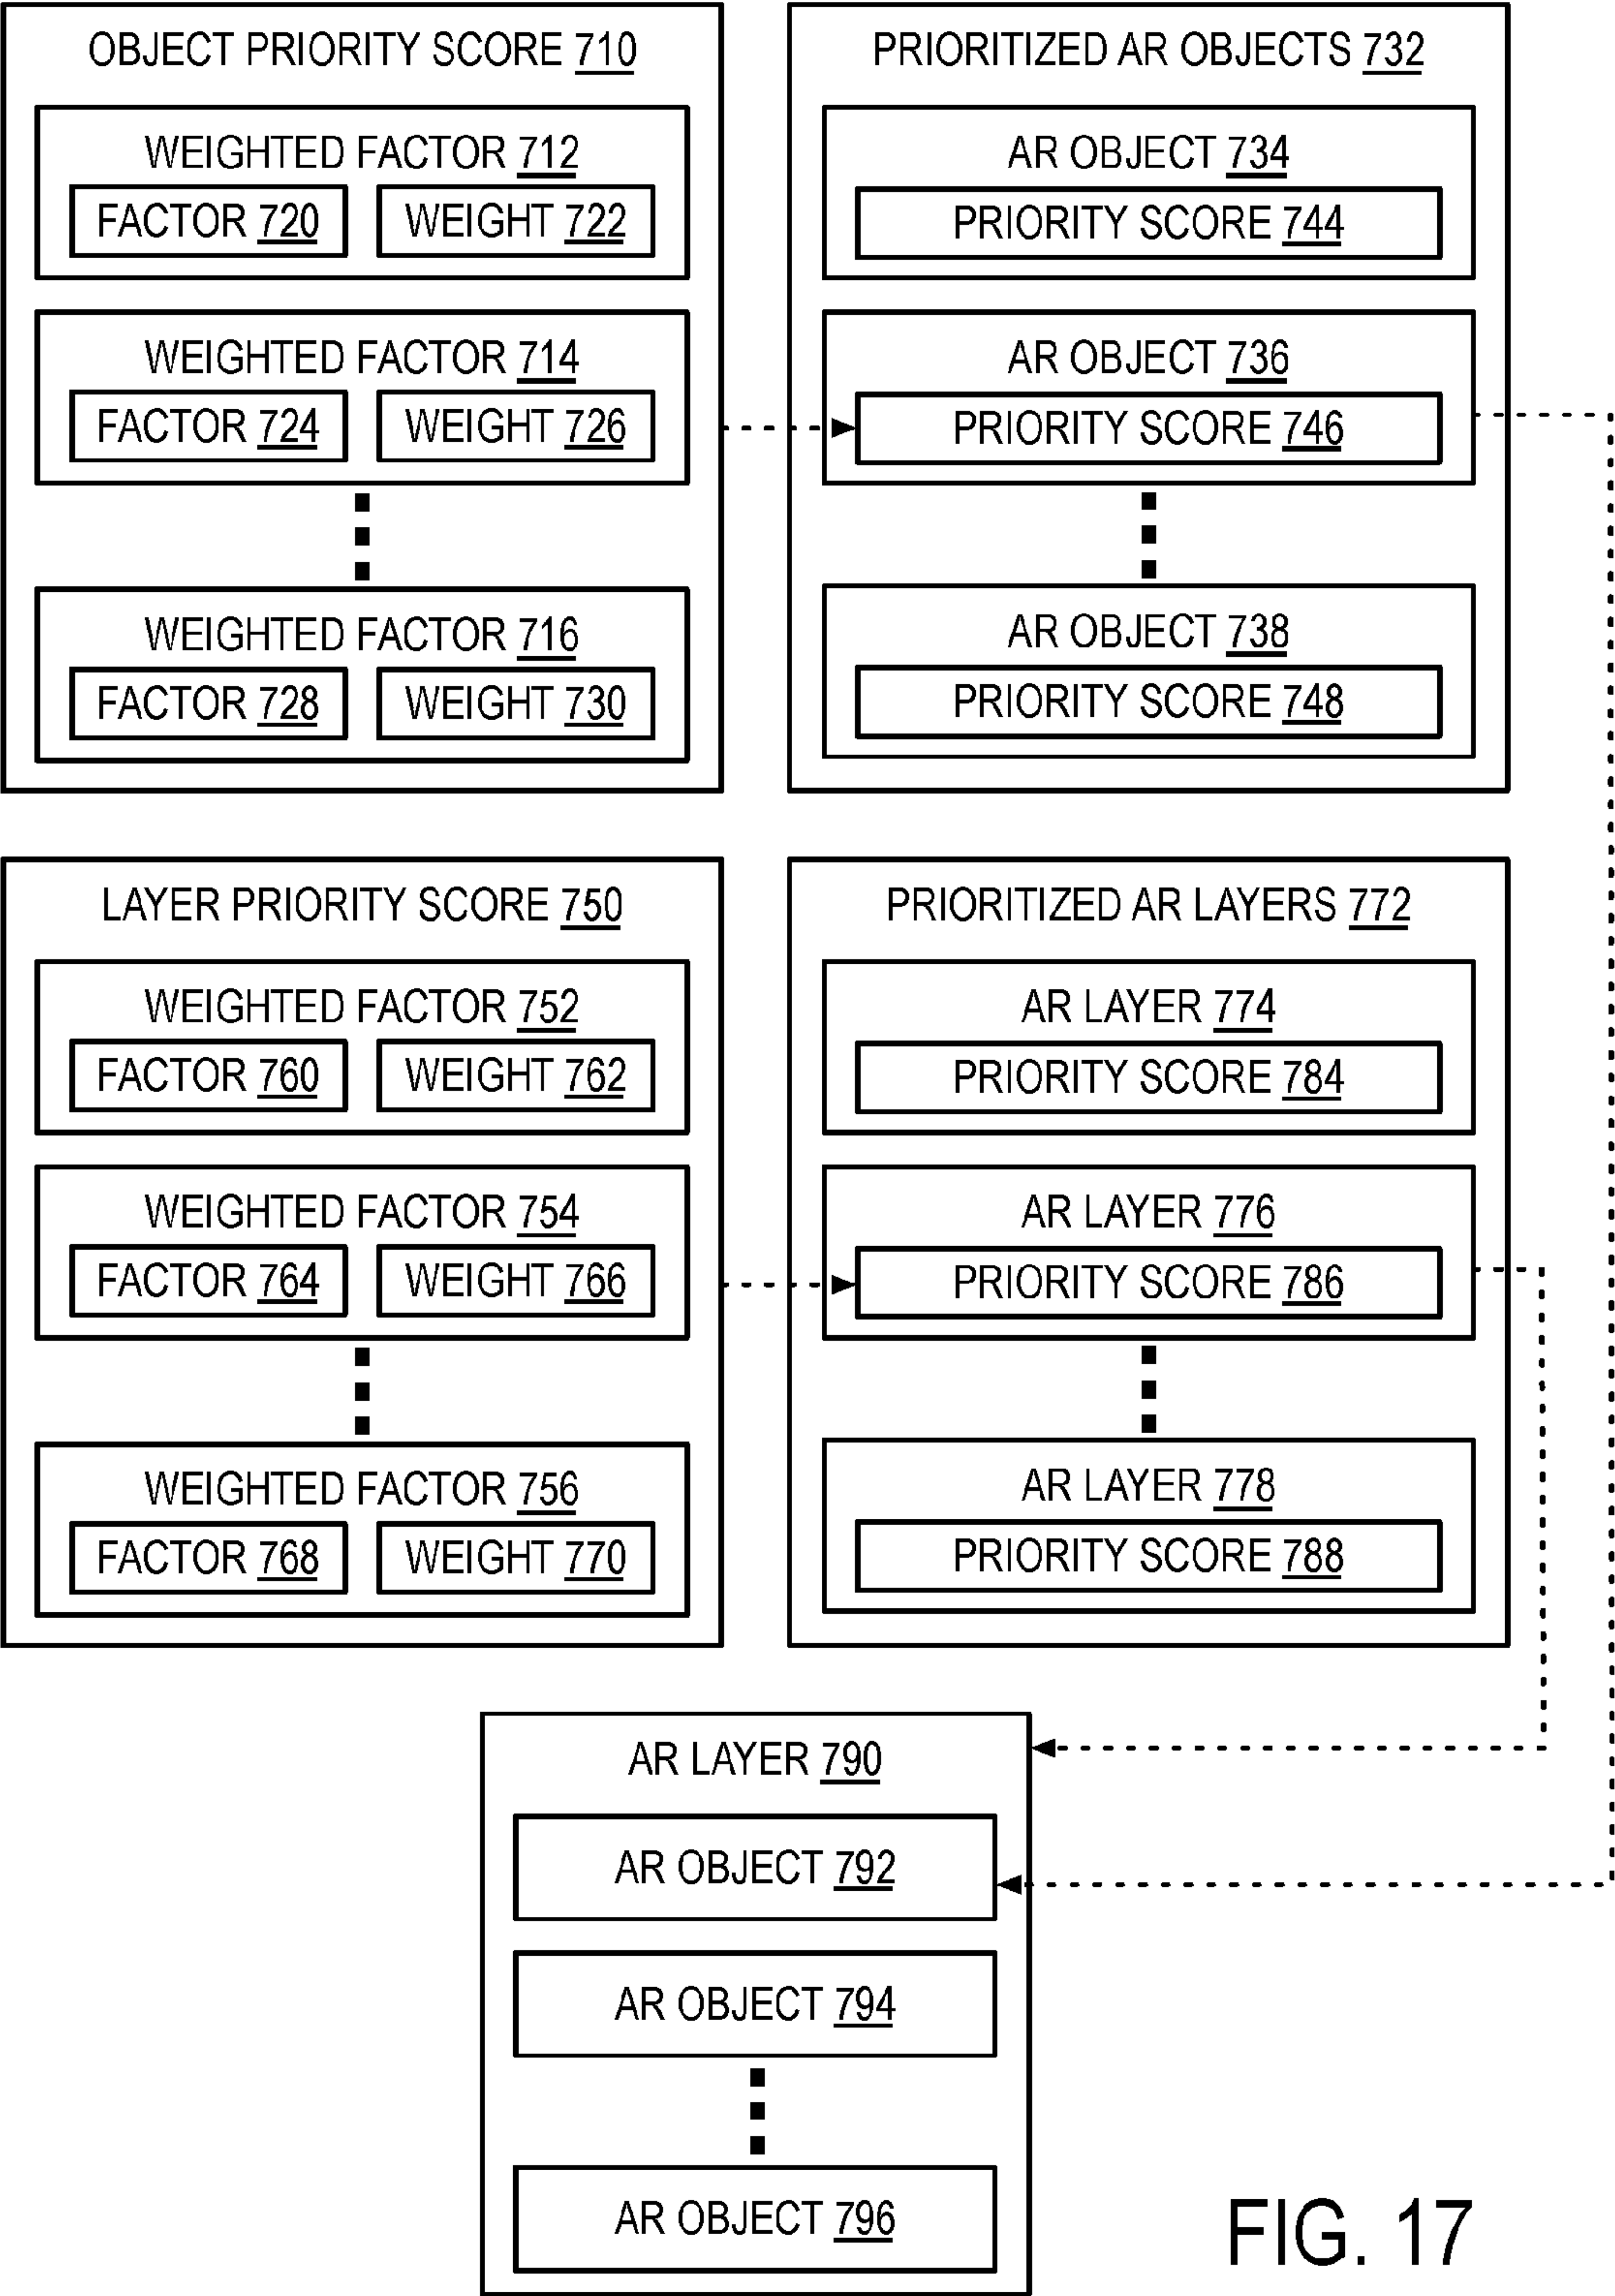 OBJECT PRIORITY SCORE 710
WEIGHTED FACTOR 712
FACTOR 720
WEIGHT 722
WEIGHTED FACTOR 714
FACTOR 724
WEIGHT 726
WEIGHTED FACTOR 716
FACTOR 728
WEIGHT 730
PRIORITIZED AR OBJECTS 732
AR OBJECT 734
PRIORITY SCORE 744
AR OBJECT 736
PRIORITY SCORE 746
AR OBJECT 738
PRIORITY SCORE 748
LAYER PRIORITY SCORE 750
WEIGHTED FACTOR 752
FACTOR 760
WEIGHT 762
WEIGHTED FACTOR 754
FACTOR 764
WEIGHT 766
WEIGHTED FACTOR 756
FACTOR 768
WEIGHT 770
PRIORITIZED AR LAYERS 772
AR LAYER 774
PRIORITY SCORE 784
AR LAYER 776
PRIORITY SCORE 786
AR LAYER 778
PRIORITY SCORE 788
AR LAYER 790
AR OBJECT 792
AR OBJECT 794
AR OBJECT 796
FIG. 17